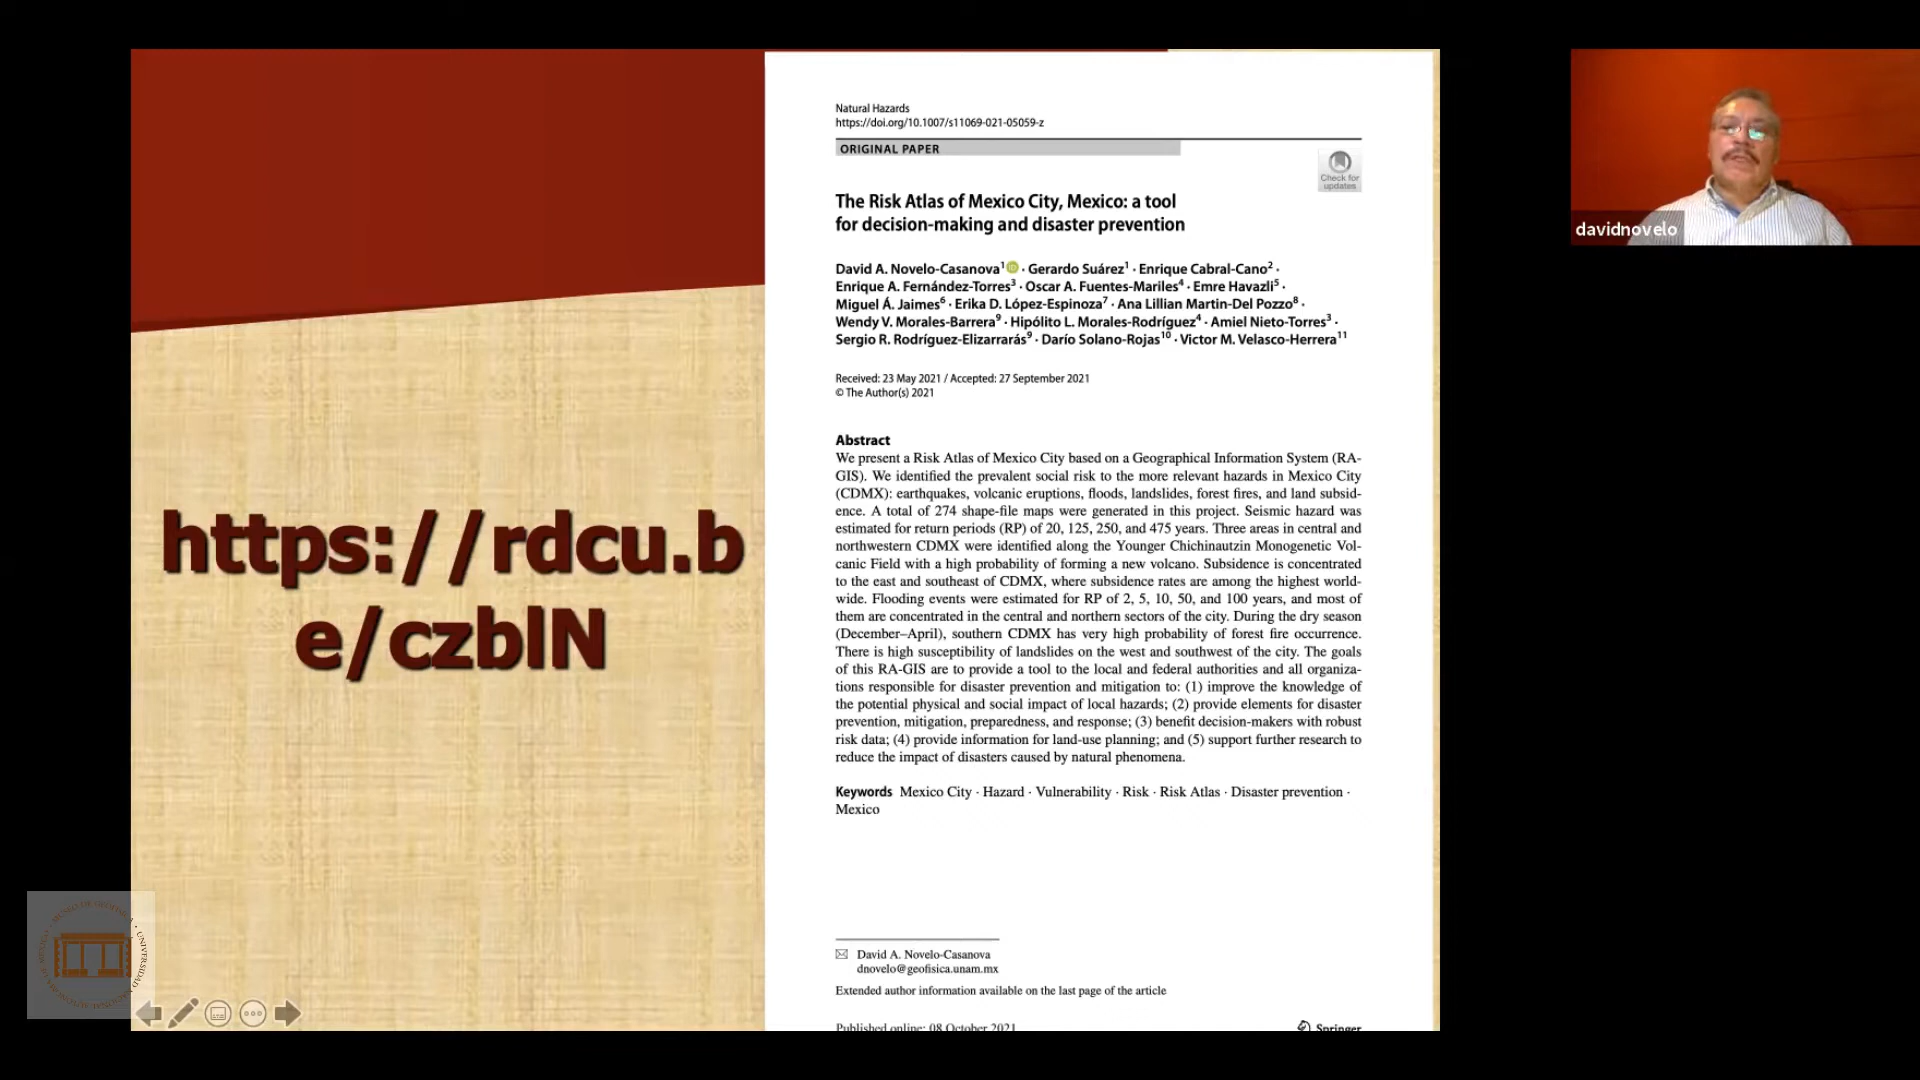 https://rdcu.b
e/czblN
Natural Hazards
https://doi.org/10.1007/s11069-021-05059-z
ORIGINAL PAPER
Check for
updates
The Risk Atlas of Mexico City, Mexico: a tool
for decision-making and disaster prevention
David A. Novelo-Casanova¹ · Gerardo Suárez¹ · Enrique Cabral-Cano² ·
Enrique A. Fernández-Torres³ · Oscar A. Fuentes-Mariles⁴ · Emre Havazli⁵ ·
Miguel Á. Jaimes⁶ · Erika D. López-Espinoza⁷ · Ana Lillian Martin-Del Pozzo⁸ ·
Wendy V. Morales-Barrera⁹ · Hipólito L. Morales-Rodríguez⁴ · Amiel Nieto-Torres³ ·
Sergio R. Rodríguez-Elizarrarás⁹ · Darío Solano-Rojas¹⁰ · Victor M. Velasco-Herrera¹¹
Received: 23 May 2021 / Accepted: 27 September 2021
© The Author(s) 2021
Abstract
We present a Risk Atlas of Mexico City based on a Geographical Information System (RA-
GIS). We identified the prevalent social risk to the more relevant hazards in Mexico City
(CDMX): earthquakes, volcanic eruptions, floods, landslides, forest fires, and land subsid-
ence. A total of 274 shape-file maps were generated in this project. Seismic hazard was
estimated for return periods (RP) of 20, 125, 250, and 475 years. Three areas in central and
northwestern CDMX were identified along the Younger Chichinautzin Monogenetic Vol-
canic Field with a high probability of forming a new volcano. Subsidence is concentrated
to the east and southeast of CDMX, where subsidence rates are among the highest world-
wide. Flooding events were estimated for RP of 2, 5, 10, 50, and 100 years, and most of
them are concentrated in the central and northern sectors of the city. During the dry season
(December–April), southern CDMX has very high probability of forest fire occurrence.
There is high susceptibility of landslides on the west and southwest of the city. The goals
of this RA-GIS are to provide a tool to the local and federal authorities and all organiza-
tions responsible for disaster prevention and mitigation to: (1) improve the knowledge of
the potential physical and social impact of local hazards; (2) provide elements for disaster
prevention, mitigation, preparedness, and response; (3) benefit decision-makers with robust
risk data; (4) provide information for land-use planning; and (5) support further research to
reduce the impact of disasters caused by natural phenomena.
Keywords Mexico City · Hazard · Vulnerability · Risk · Risk Atlas · Disaster prevention ·
Mexico
David A. Novelo-Casanova
dnovelo@geofisica.unam.mx
Extended author information available on the last page of the article
Published online: 08 October 2021
Springer
davidnovelo